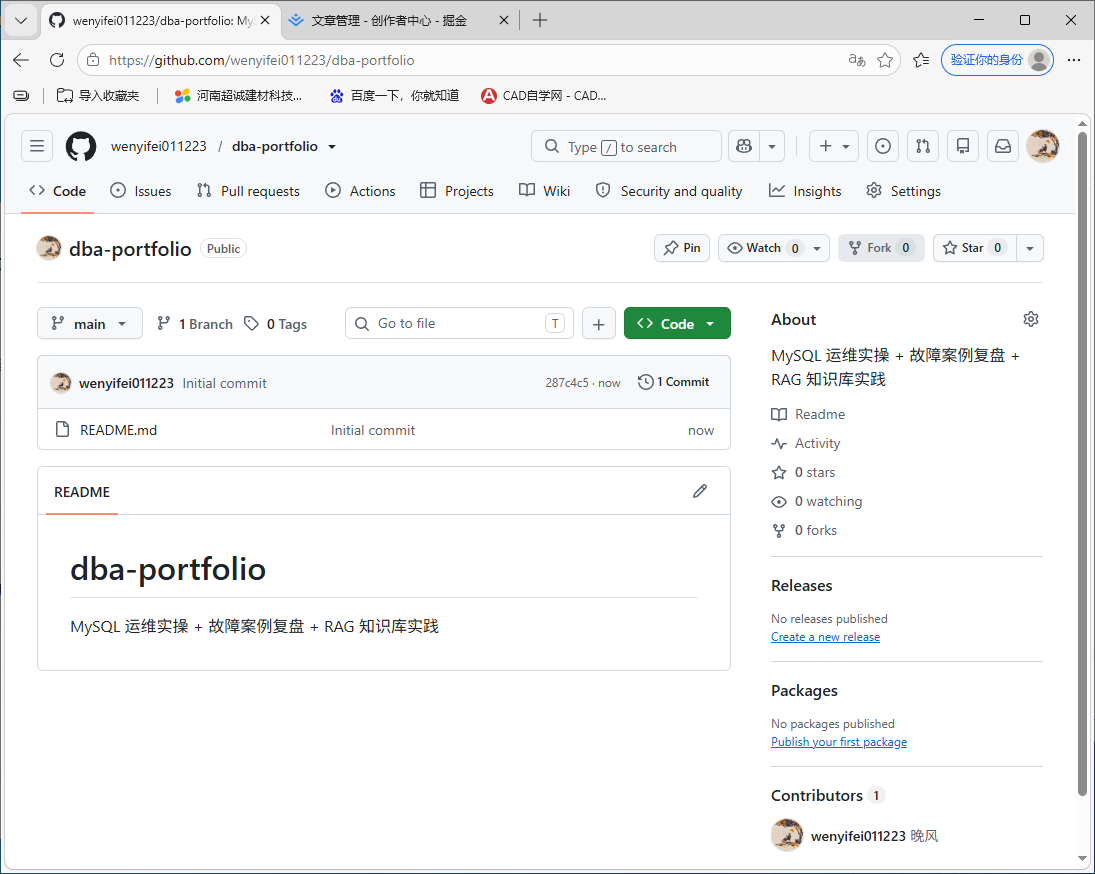 wenyifei011223/dba-portfolio: My
文章管理 - 创作者中心 - 掘金
https://github.com/wenyifei011223/dba-portfolio
验证你的身份
导入收藏夹
河南超诚建材科技...
百度一下，你就知道
CAD自学网 - CAD...
wenyifei011223 / dba-portfolio
Type / to search
Code
Issues
Pull requests
Actions
Projects
Wiki
Security and quality
Insights
Settings
dba-portfolio Public
Pin
Watch 0
Fork 0
Star 0
main
1 Branch
0 Tags
Go to file T
Code
wenyifei011223 Initial commit
287c4c5 · now
1 Commit
README.md
Initial commit
now
README
dba-portfolio
MySQL 运维实操 + 故障案例复盘 + RAG 知识库实践
About
MySQL 运维实操 + 故障案例复盘 +
RAG 知识库实践
Readme
Activity
0 stars
0 watching
0 forks
Releases
No releases published
Create a new release
Packages
No packages published
Publish your first package
Contributors 1
wenyifei011223 晚风